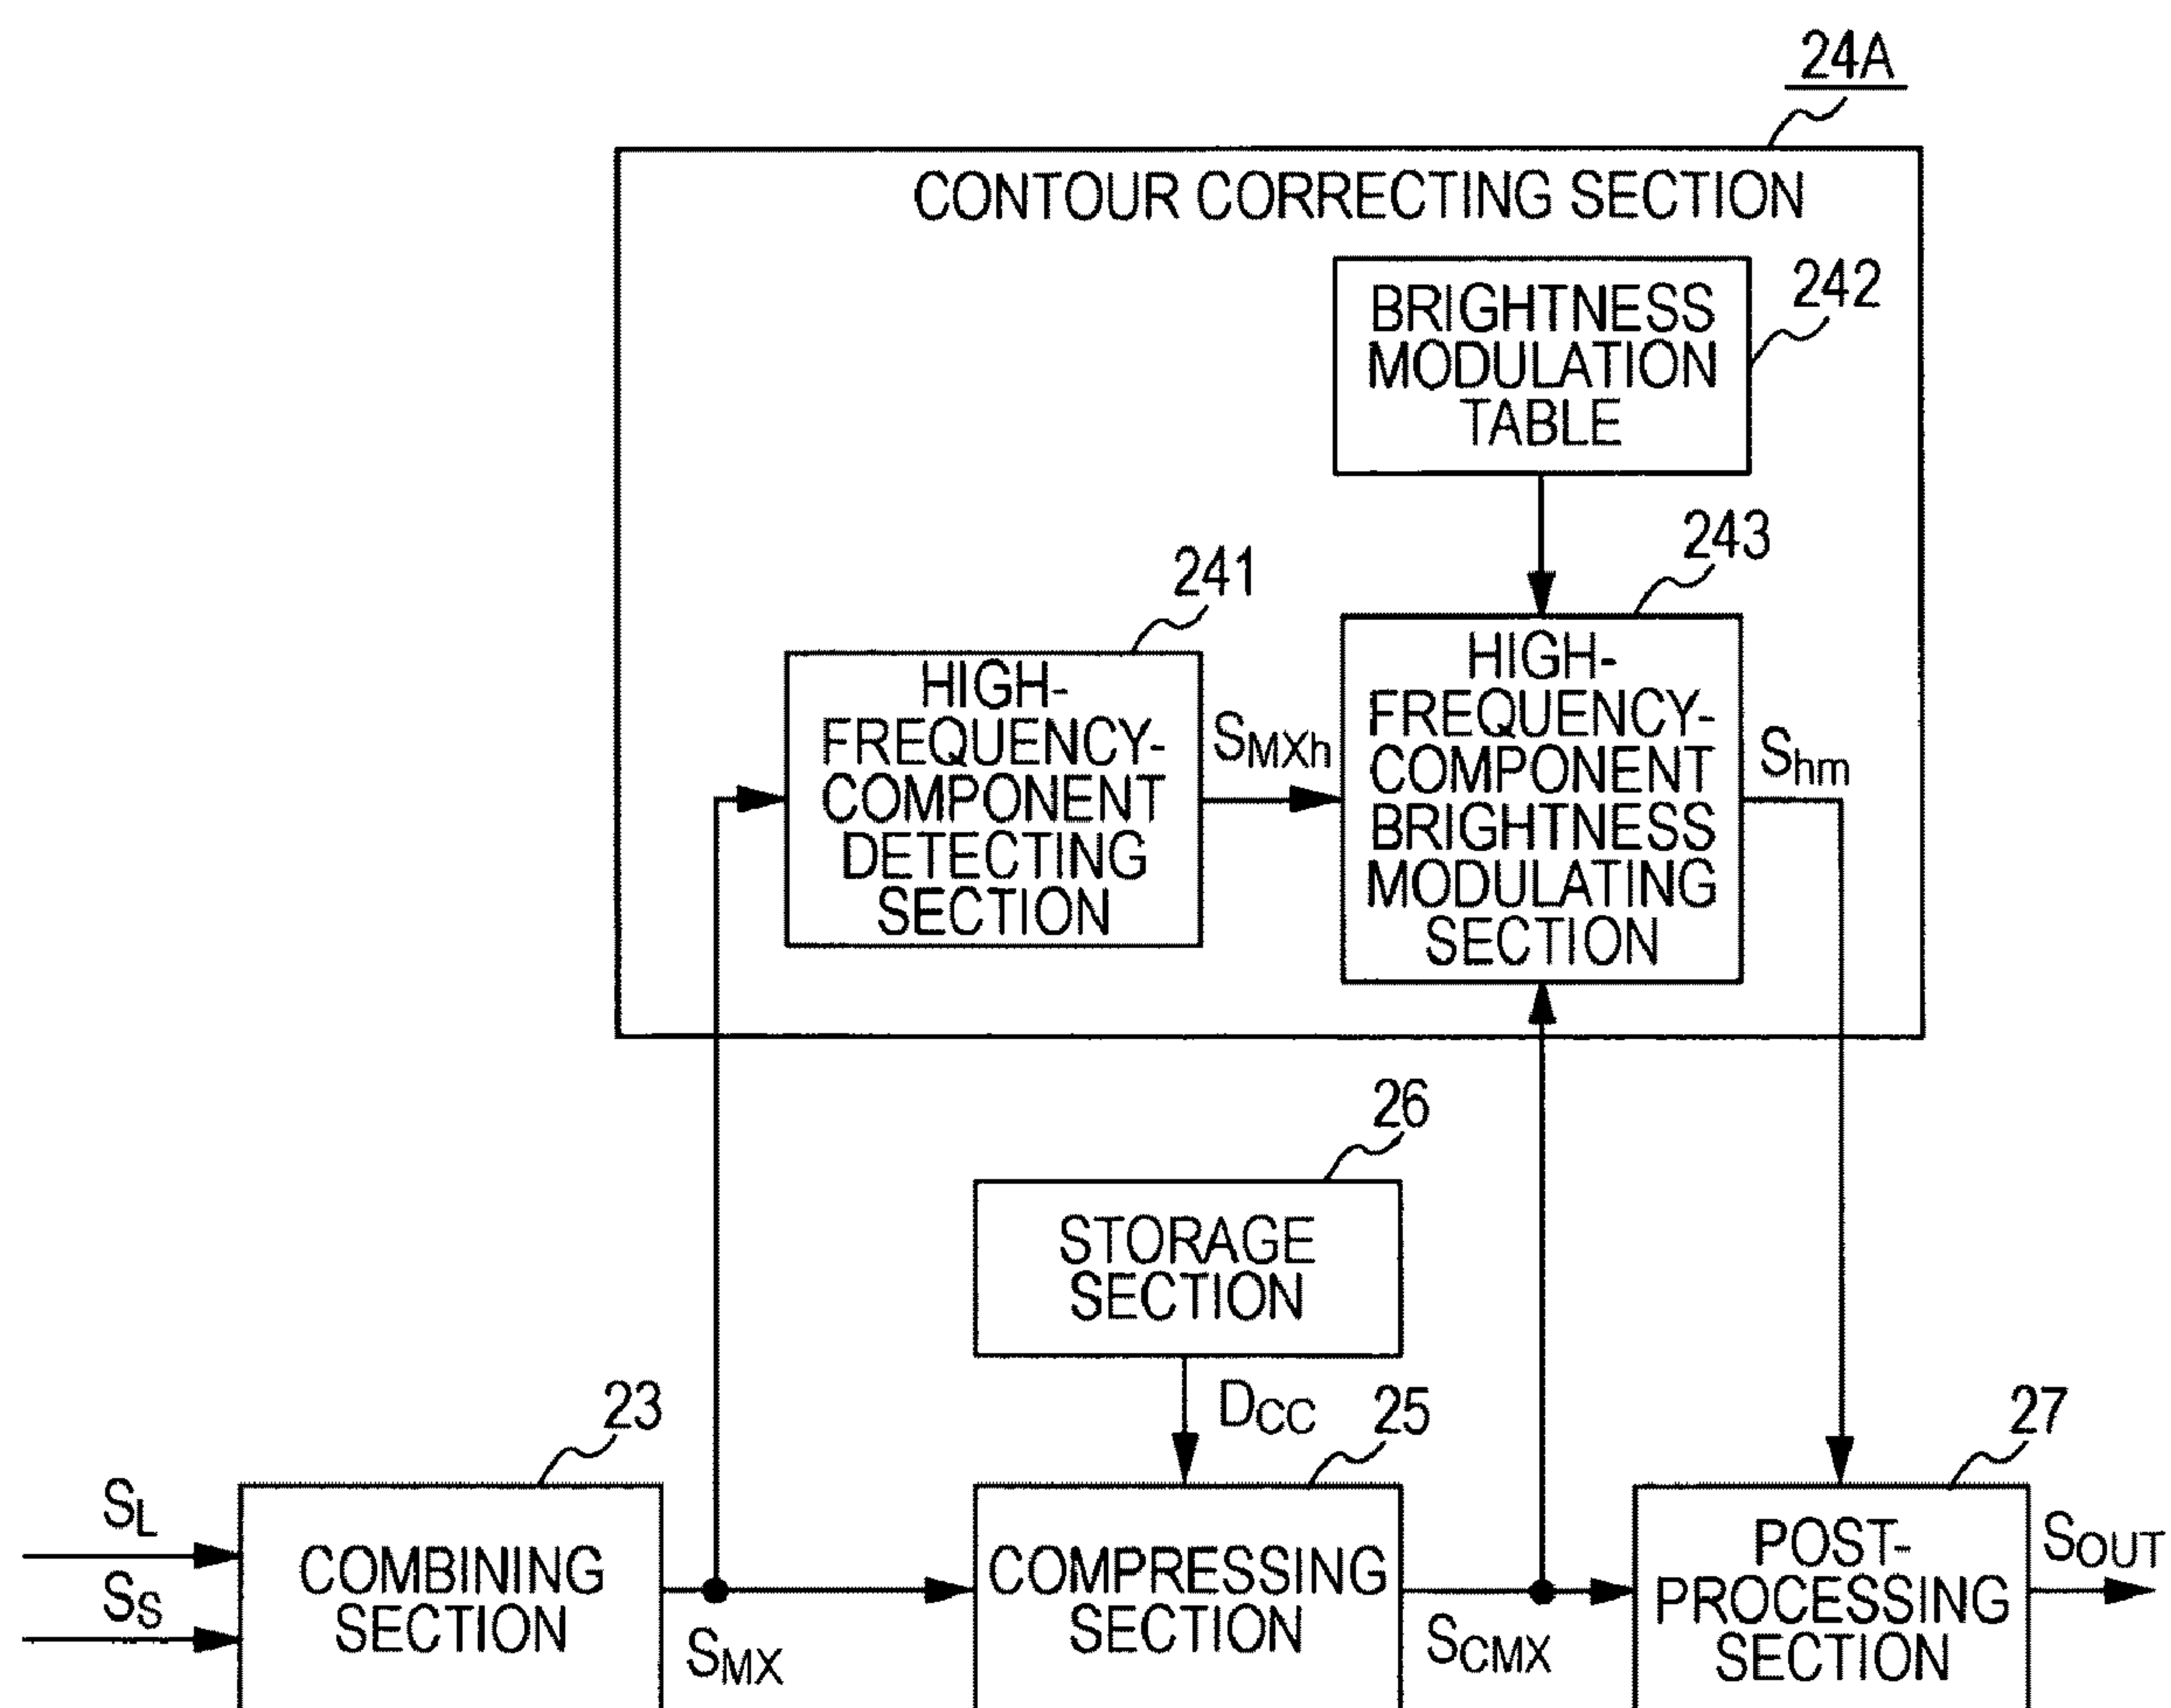 24A
CONTOUR CORRECTING SECTION
BRIGHTNESS
MODULATION
TABLE
242
243
241
HIGH-
FREQUENCY-
COMPONENT
DETECTING
SECTION
SMXh
HIGH-
FREQUENCY-
COMPONENT
BRIGHTNESS
MODULATING
SECTION
Shm
26
STORAGE
SECTION
DCC
23
25
27
SL
SS
COMBINING
SECTION
SMX
COMPRESSING
SECTION
SCMX
POST-
PROCESSING
SECTION
SOUT